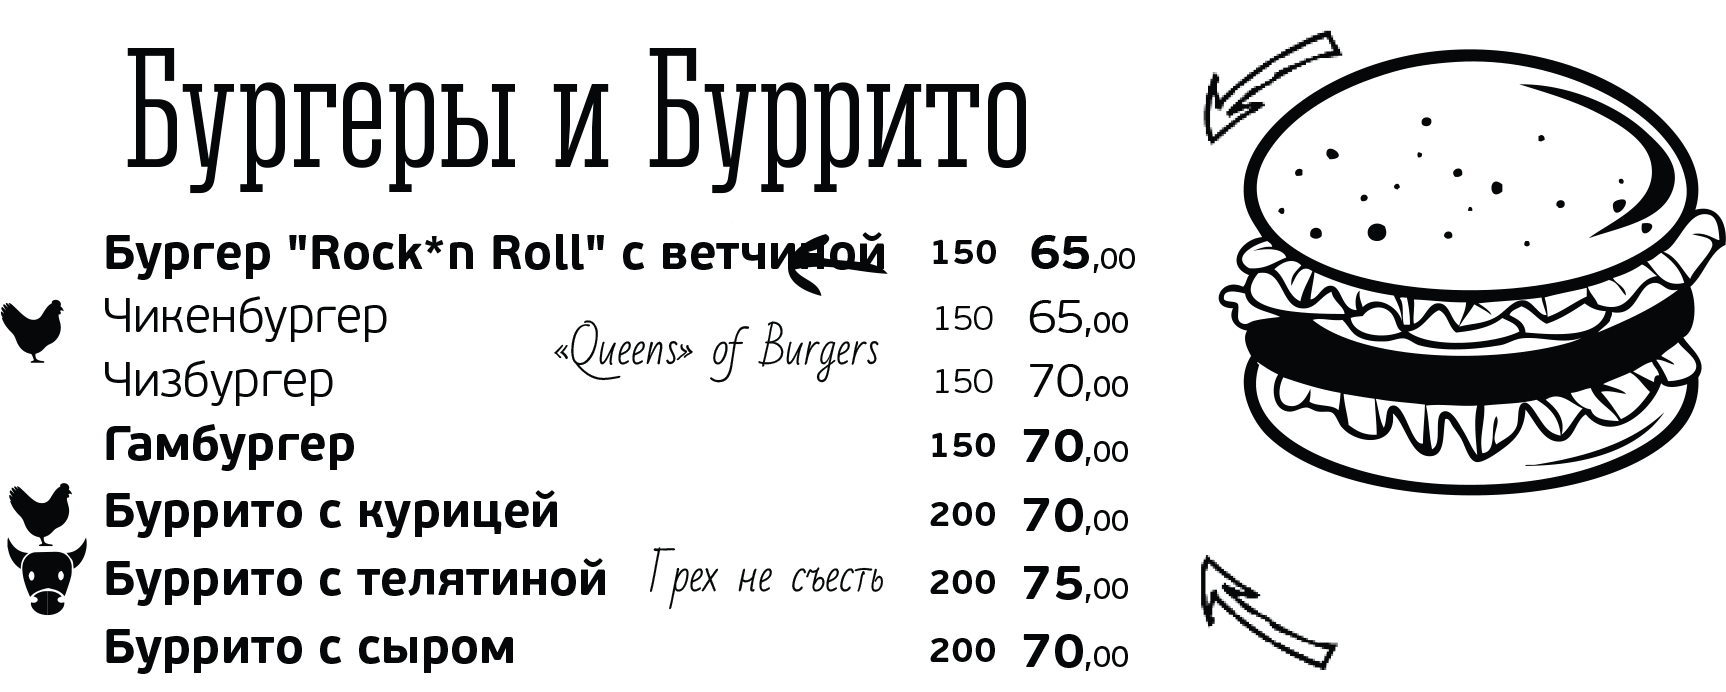 Бургеры и Буррито
Бургер "Rock*n Roll" с ветчиной 150 65,00
Чикенбургер 150 65,00
«Queens» of Burgers
Чизбургер 150 70,00
Гамбургер 150 70,00
Буррито с курицей 200 70,00
Буррито с телятиной Грех не съесть 200 75,00
Буррито с сыром 200 70,00